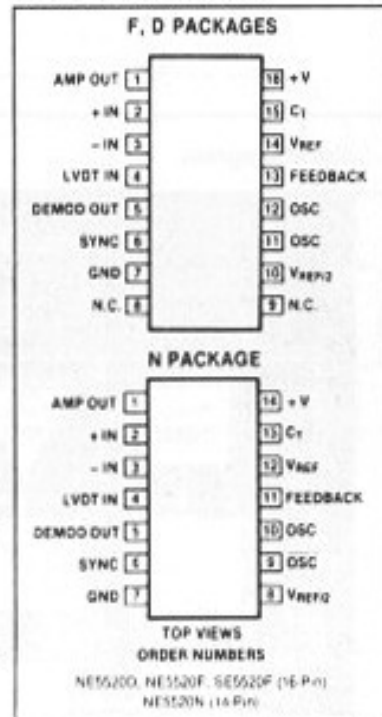 F, D PACKAGES
AMP OUT 1 16 +V
+ IN 2 15 CT
- IN 3 14 VREF
LVDT IN 4 13 FEEDBACK
DEMOD OUT 5 12 OSC
SYNC 6 11 OSC
GND 7 10 VREF/2
N.C. 8 9 N.C.
N PACKAGE
AMP OUT 1 14 +V
+ IN 2 13 CT
- IN 3 12 VREF
LVDT IN 4 11 FEEDBACK
DEMOD OUT 5 10 OSC
SYNC 6 9 OSC
GND 7 8 VREF/2
TOP VIEWS
ORDER NUMBERS
NE5520D, NE5520F, SE5520F (16-Pin)
NE5520N (14-Pin)